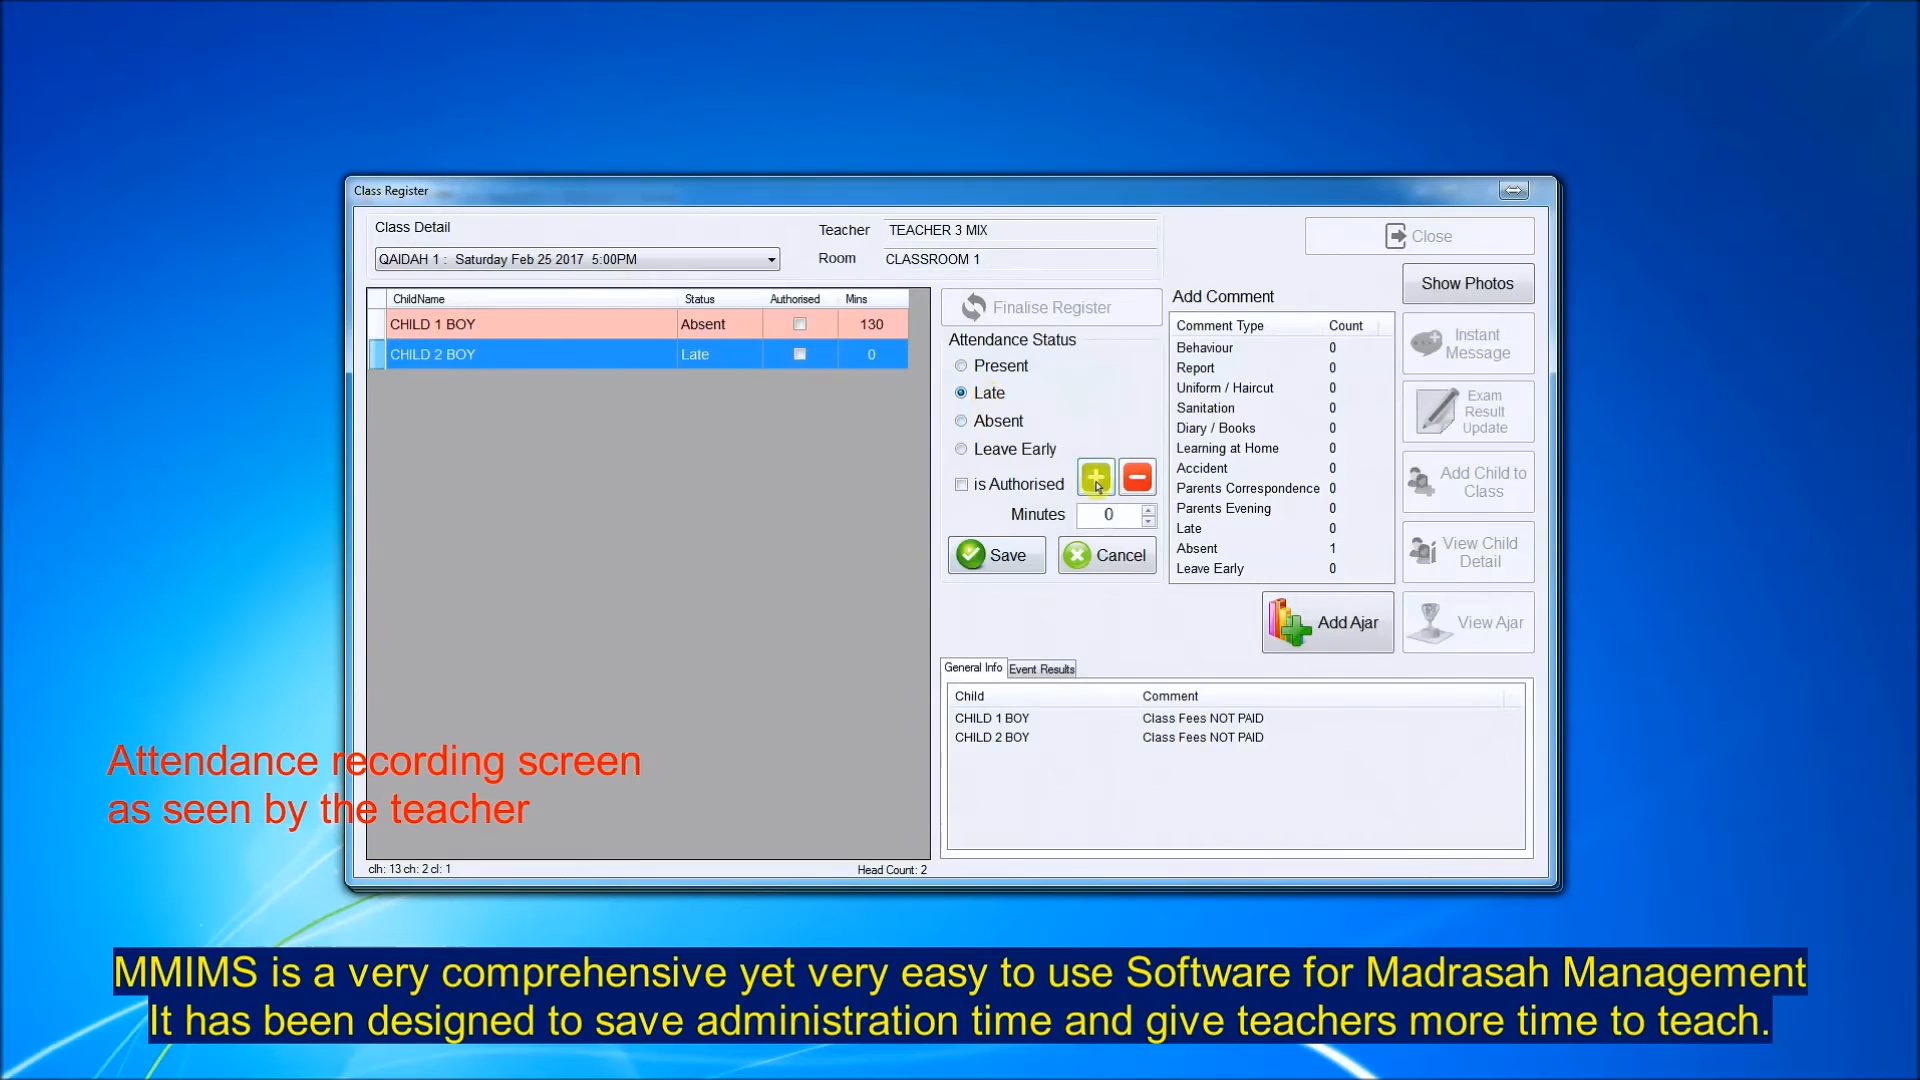 Class Register
Class Detail
Teacher TEACHER 3 MIX
QAIDAH 1 : Saturday Feb 25 2017 5:00PM
Room CLASSROOM 1
Close
Show Photos
ChildName Status Authorised Mins
CHILD 1 BOY Absent 130
CHILD 2 BOY Late 0
Finalise Register
Attendance Status
Present
Late
Absent
Leave Early
is Authorised
Minutes 0
Save Cancel
Add Comment
Comment Type Count
Behaviour 0
Report 0
Uniform / Haircut 0
Sanitation 0
Diary / Books 0
Learning at Home 0
Accident 0
Parents Correspondence 0
Parents Evening 0
Late 0
Absent 1
Leave Early 0
Instant
Message
Exam
Result
Update
Add Child to
Class
View Child
Detail
Add Ajar
View Ajar
General Info Event Results
Child Comment
CHILD 1 BOY Class Fees NOT PAID
CHILD 2 BOY Class Fees NOT PAID
Attendance recording screen
as seen by the teacher
clh: 13 ch: 2 cl: 1
Head Count: 2
MMIMS is a very comprehensive yet very easy to use Software for Madrasah Management
It has been designed to save administration time and give teachers more time to teach.